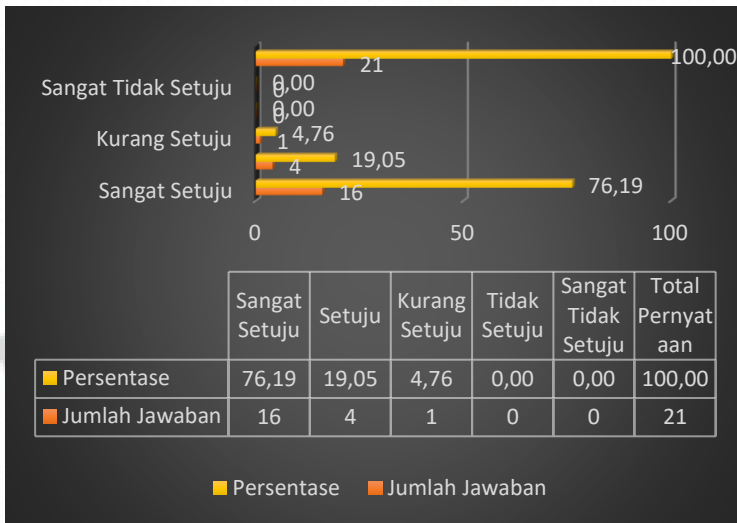 21 100,00
Sangat Tidak Setuju 0 0,00
0 0,00
Kurang Setuju 1 4,76
4 19,05
Sangat Setuju 16 76,19
0 50 100
Sangat Setuju Setuju Kurang Setuju Tidak Setuju Sangat Tidak Setuju Total Pernyat aan
Persentase 76,19 19,05 4,76 0,00 0,00 100,00
Jumlah Jawaban 16 4 1 0 0 21
Persentase Jumlah Jawaban